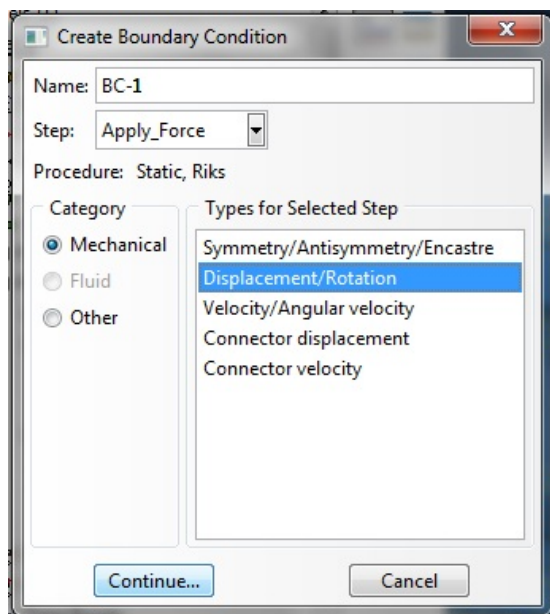 Create Boundary Condition
Name: BC-1
Step: Apply_Force
Procedure: Static, Riks
Category
Mechanical
Fluid
Other
Types for Selected Step
Symmetry/Antisymmetry/Encastre
Displacement/Rotation
Velocity/Angular velocity
Connector displacement
Connector velocity
Continue... Cancel